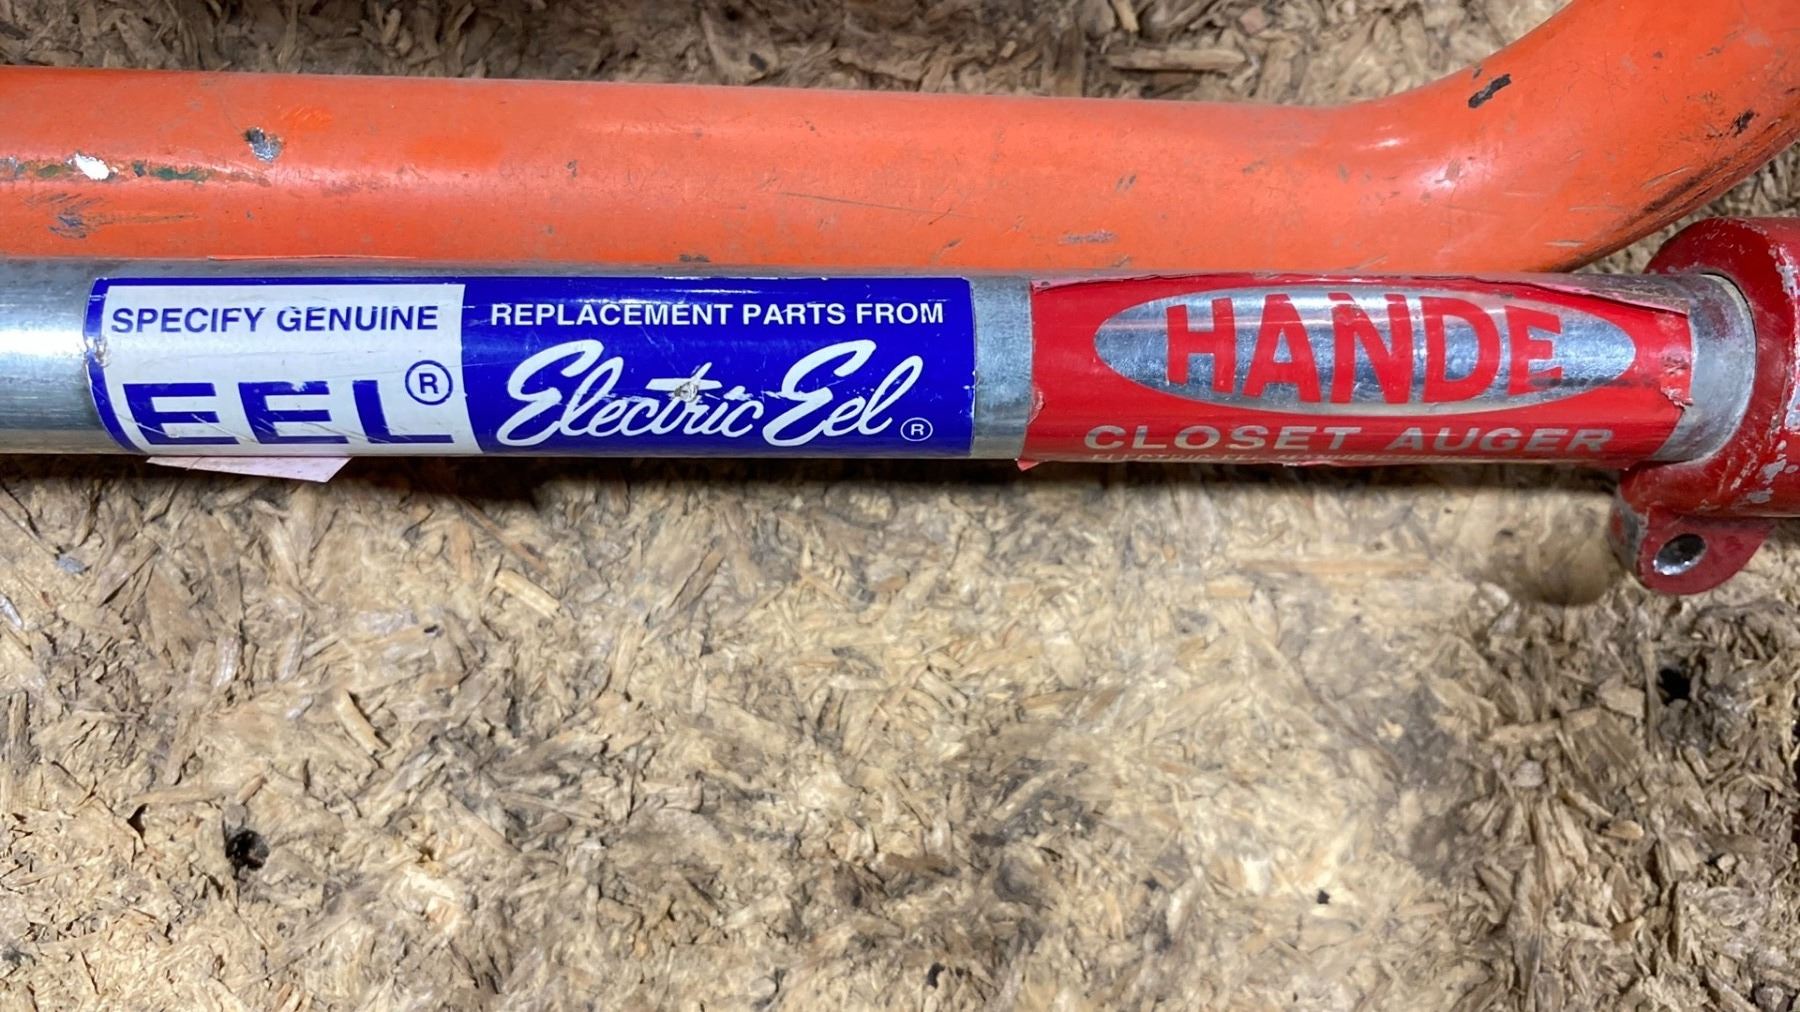 SPECIFY GENUINE
EEL®
REPLACEMENT PARTS FROM
Electric Eel®
HANDE
CLOSET AUGER